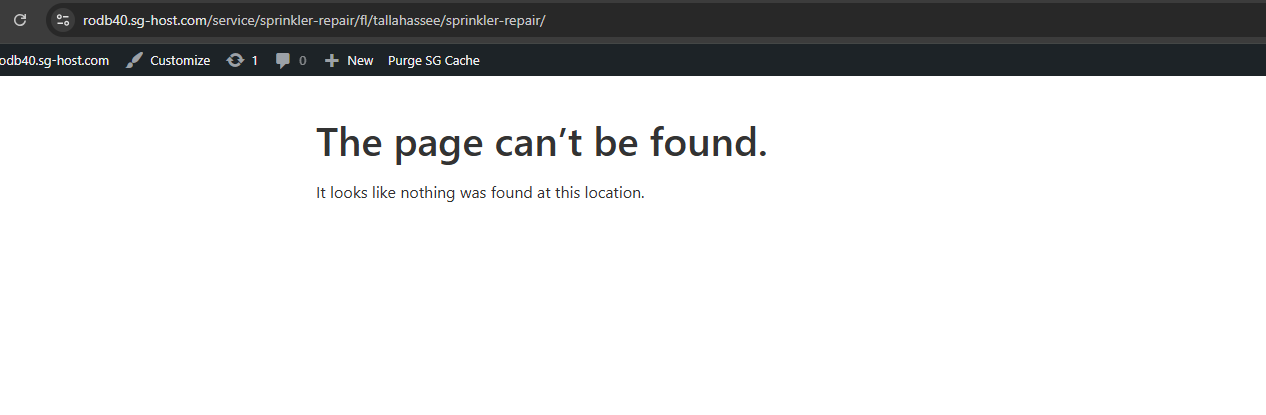 rodb40.sg-host.com/service/sprinkler-repair/fl/tallahassee/sprinkler-repair/
odb40.sg-host.com Customize 1 0 New Purge SG Cache
The page can’t be found.
It looks like nothing was found at this location.